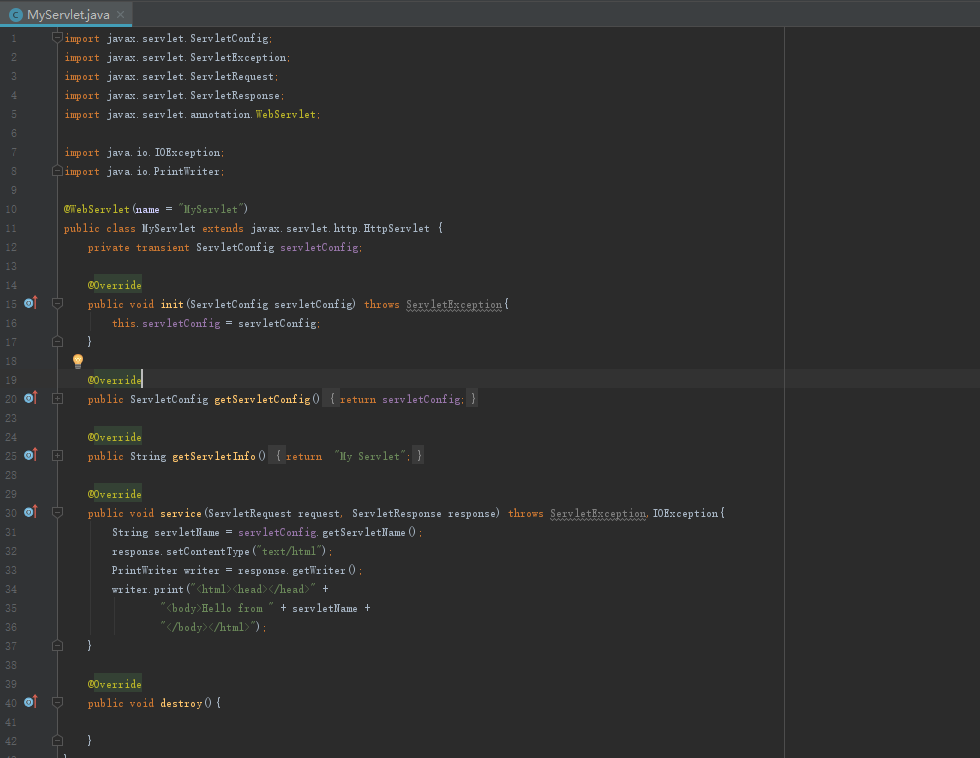 MyServlet.java
1 import javax.servlet.ServletConfig;
2 import javax.servlet.ServletException;
3 import javax.servlet.ServletRequest;
4 import javax.servlet.ServletResponse;
5 import javax.servlet.annotation.WebServlet;
6
7 import java.io.IOException;
8 import java.io.PrintWriter;
9
10 @WebServlet(name = "MyServlet")
11 public class MyServlet extends javax.servlet.http.HttpServlet {
12 private transient ServletConfig servletConfig;
13
14 @Override
15 public void init(ServletConfig servletConfig) throws ServletException{
16 this.servletConfig = servletConfig;
17 }
18
19 @Override
20 public ServletConfig getServletConfig() { return servletConfig; }
23
24 @Override
25 public String getServletInfo() { return "My Servlet"; }
28
29 @Override
30 public void service(ServletRequest request, ServletResponse response) throws ServletException,IOException{
31 String servletName = servletConfig.getServletName();
32 response.setContentType("text/html");
33 PrintWriter writer = response.getWriter();
34 writer.print("<html><head></head>" +
35 "<body>Hello from " + servletName +
36 "</body></html>");
37 }
38
39 @Override
40 public void destroy(){
41
42 }